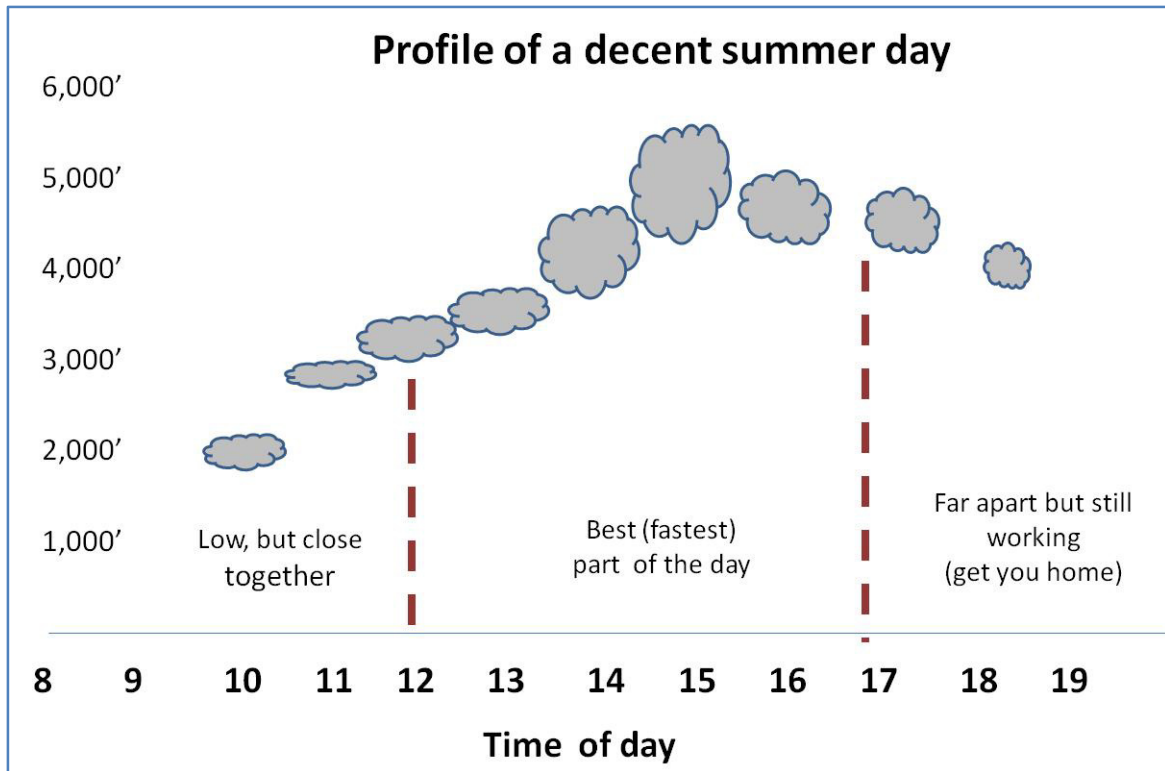 Profile of a decent summer day
6,000’
5,000’
4,000’
3,000’
2,000’
1,000’
Low, but close
together
Best (fastest)
part of the day
Far apart but still
working
(get you home)
8 9 10 11 12 13 14 15 16 17 18 19
Time of day